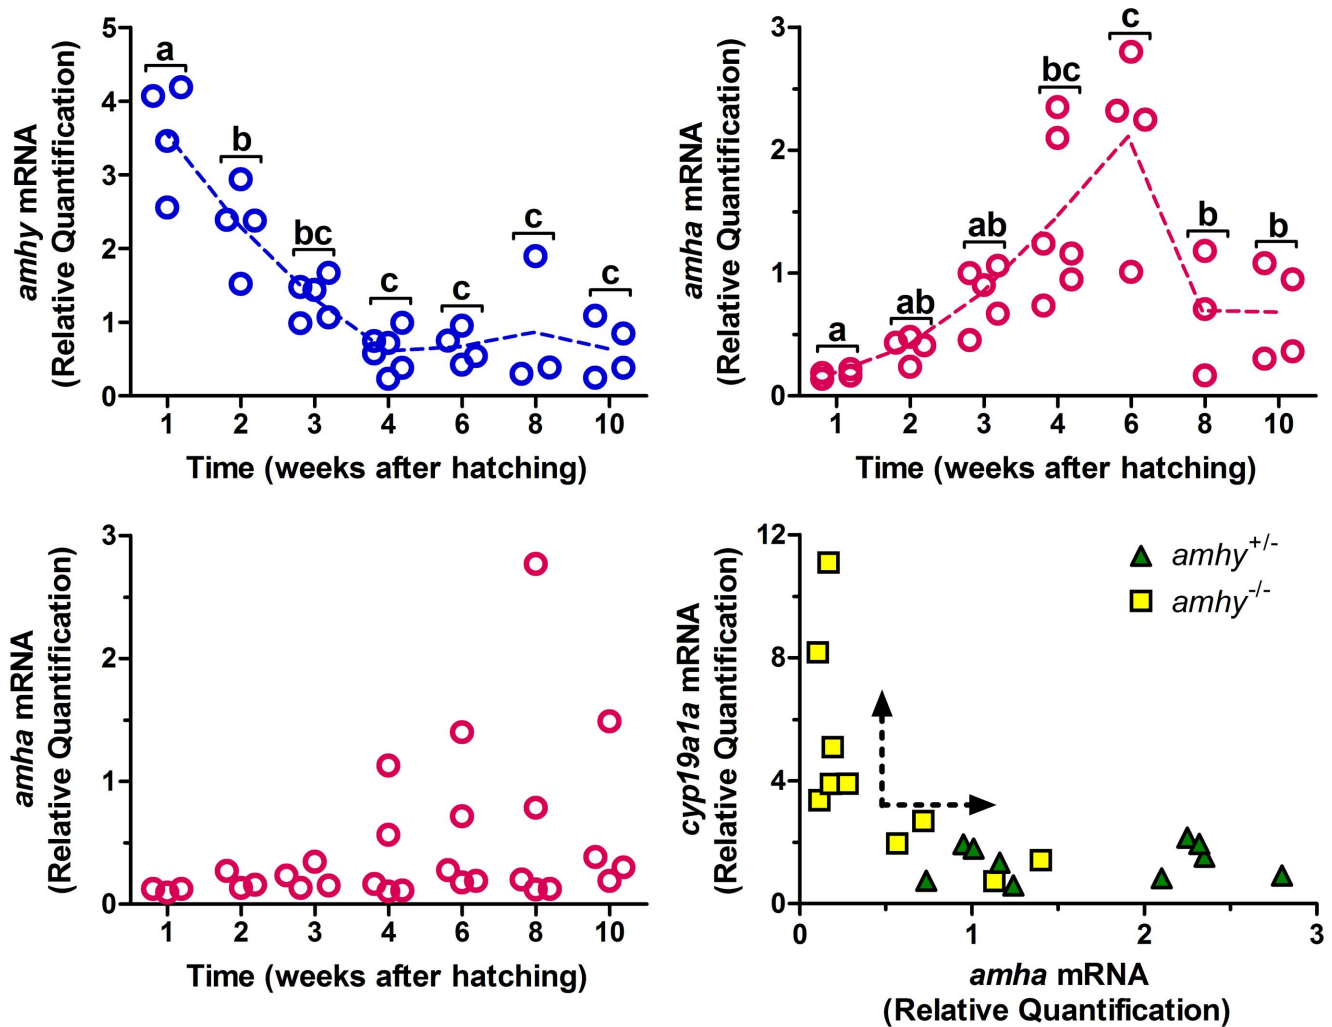 amhy mRNA
(Relative Quantification)
5
4
3
2
1
0
a
b
bc
c
c
c
c
1 2 3 4 6 8 10
Time (weeks after hatching)
amha mRNA
(Relative Quantification)
3
2
1
0
a
ab
ab
bc
c
b
b
1 2 3 4 6 8 10
Time (weeks after hatching)
amha mRNA
(Relative Quantification)
3
2
1
0
1 2 3 4 6 8 10
Time (weeks after hatching)
cyp19a1a mRNA
(Relative Quantification)
12
8
4
0
amhy+/-
amhy-/-
0 1 2 3
amha mRNA
(Relative Quantification)